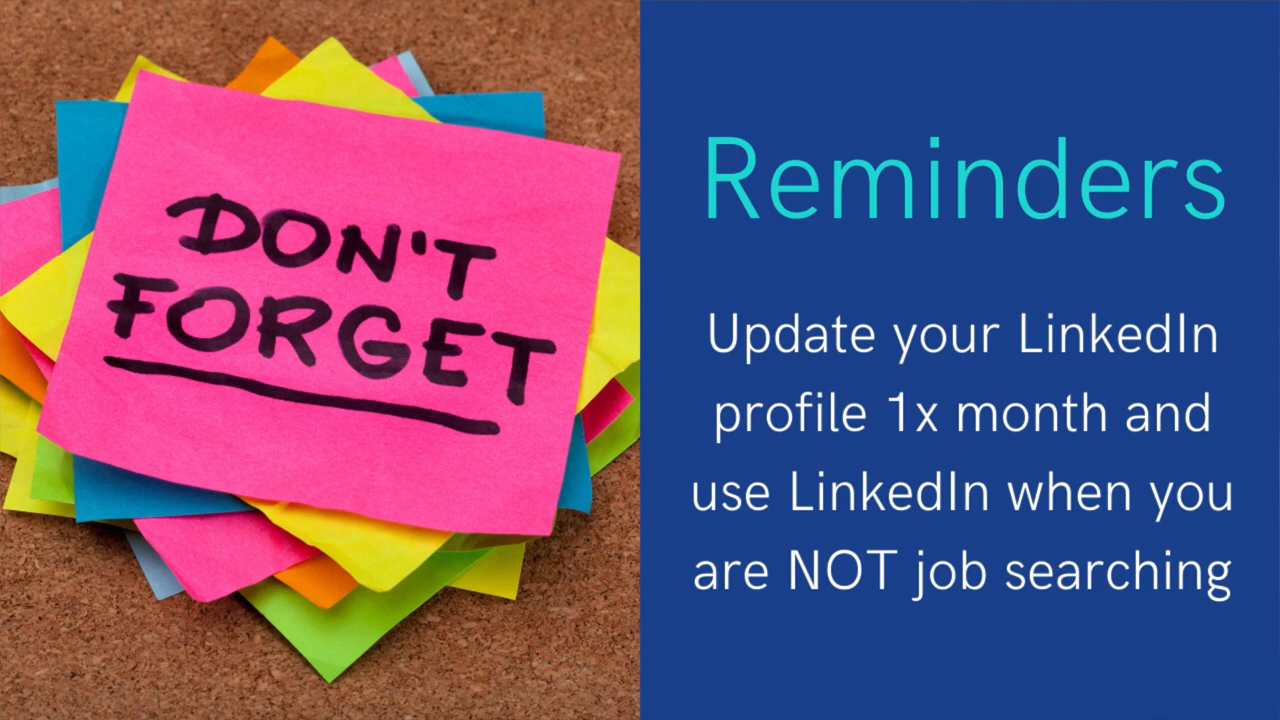 DON'T
FORGET
Reminders
Update your LinkedIn
profile 1x month and
use LinkedIn when you
are NOT job searching